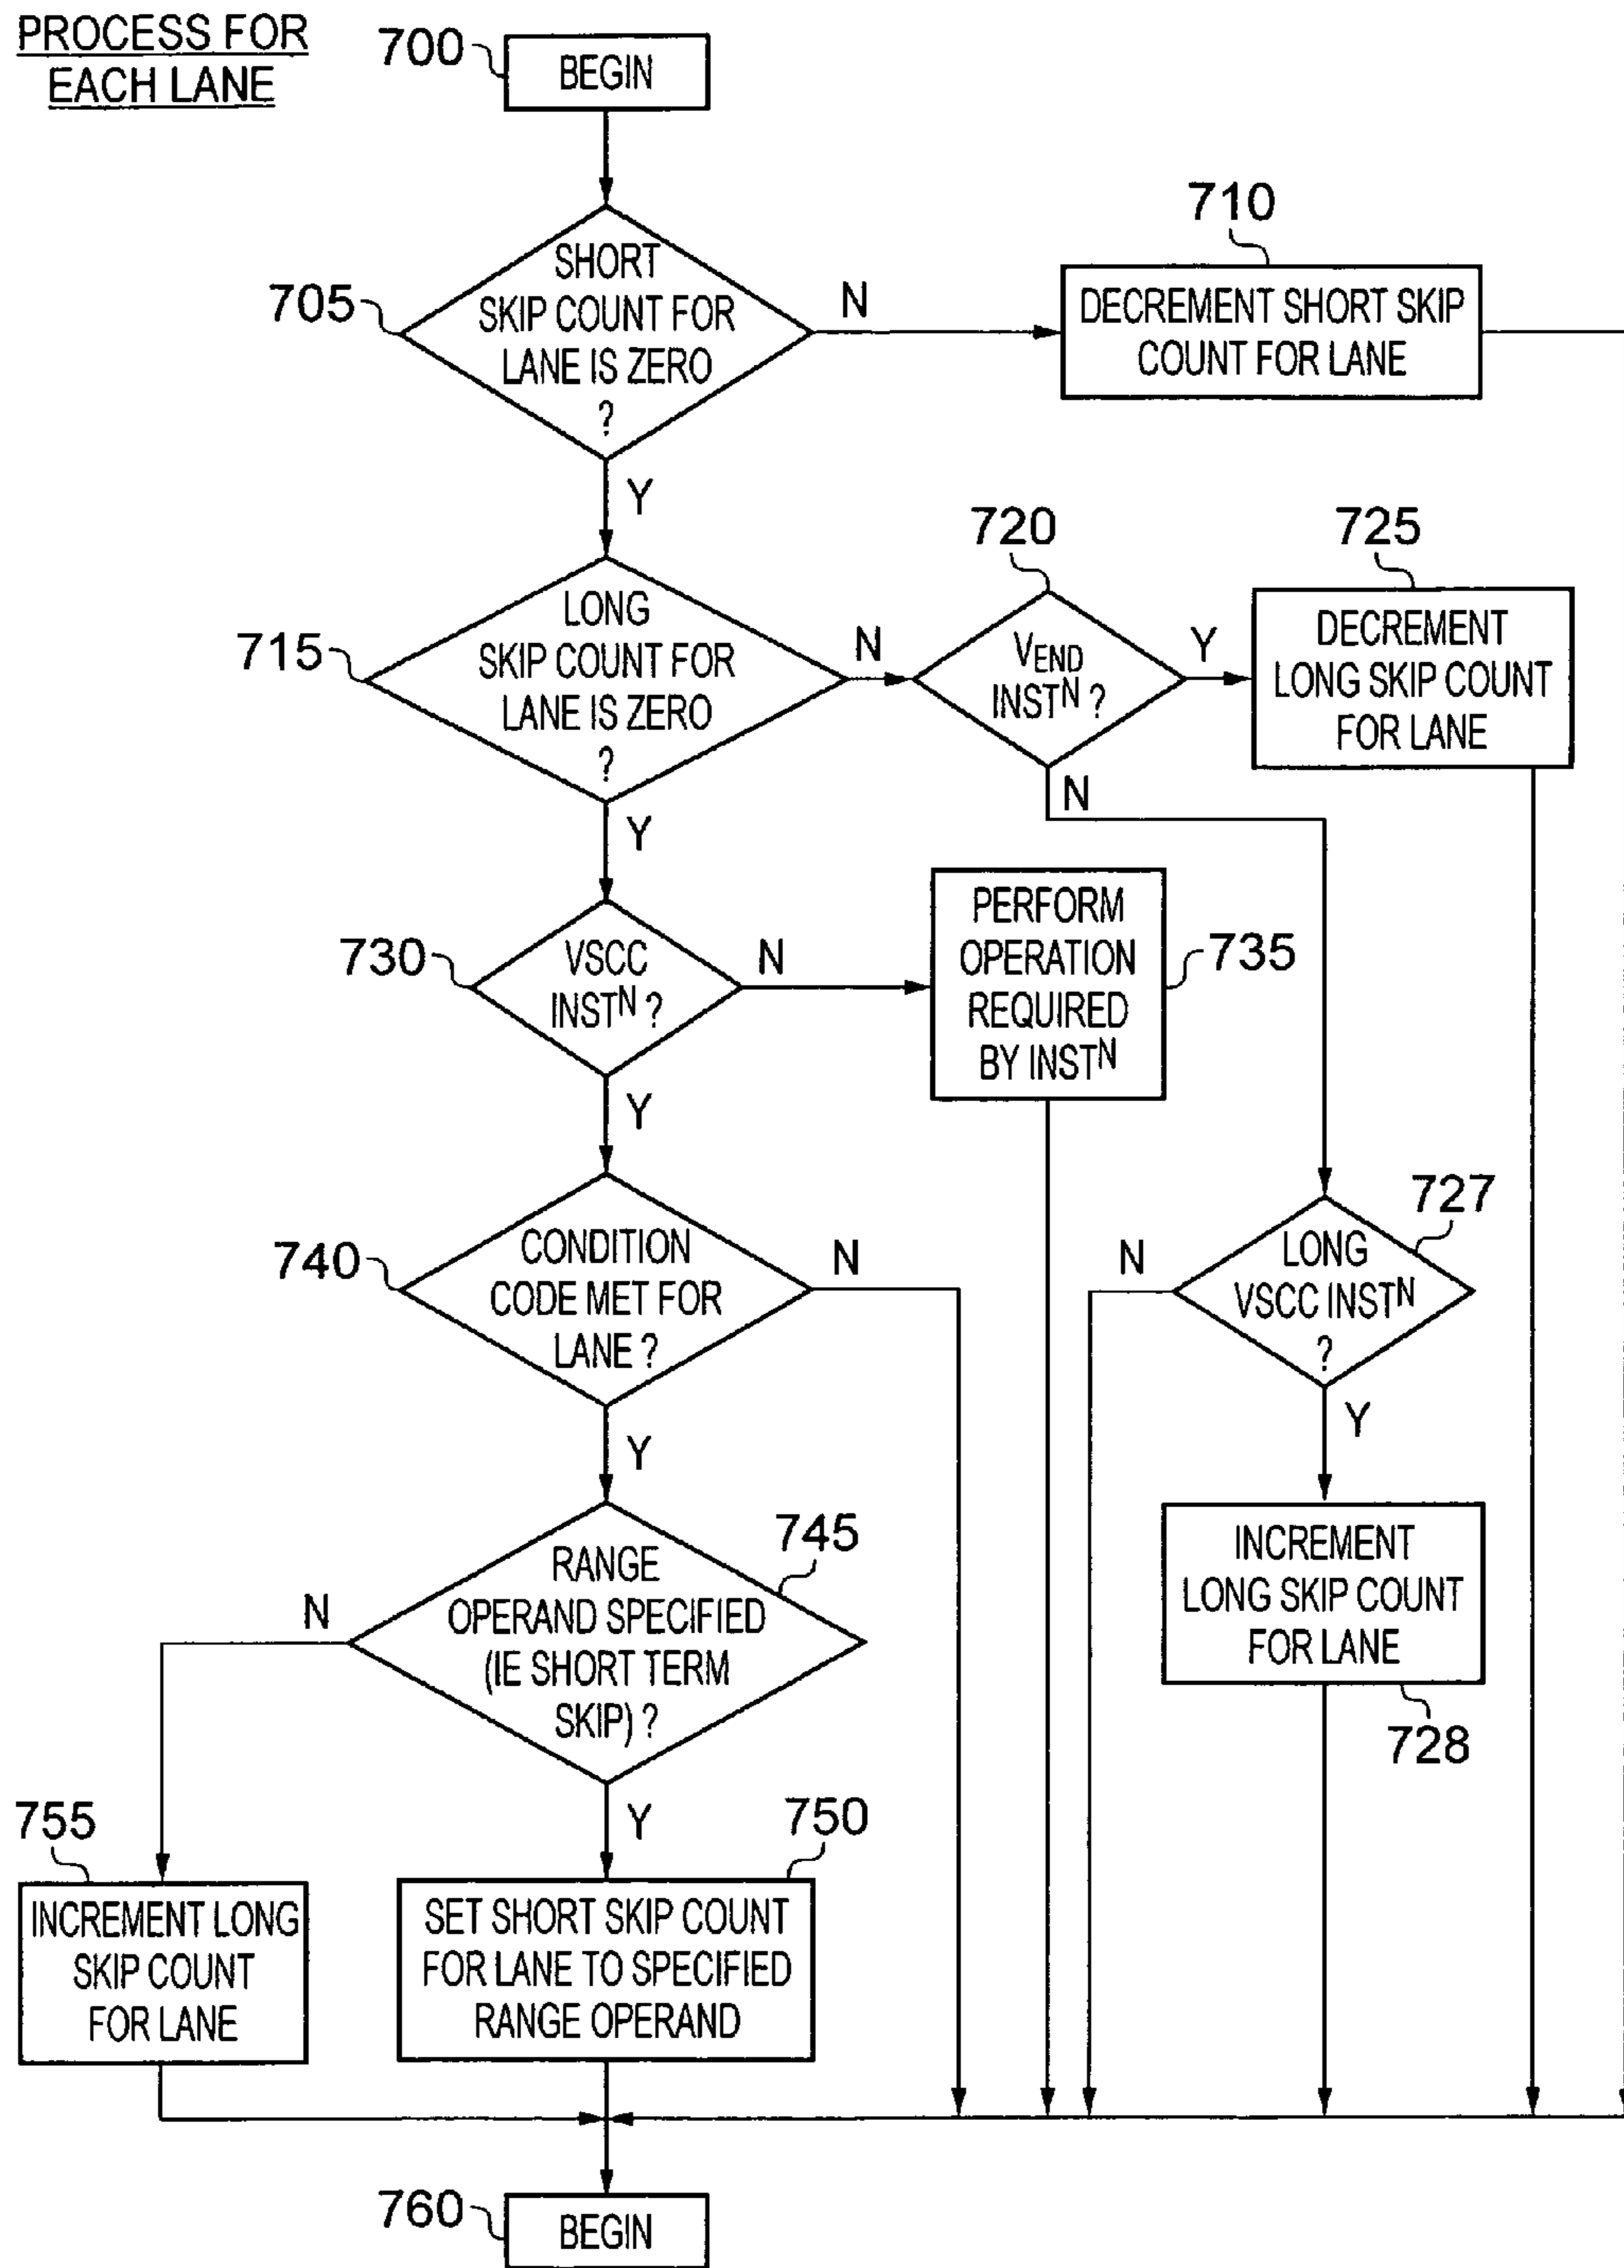 PROCESS FOR
EACH LANE
700
BEGIN
705
SHORT
SKIP COUNT FOR
LANE IS ZERO
?
N
Y
710
DECREMENT SHORT SKIP
COUNT FOR LANE
715
LONG
SKIP COUNT FOR
LANE IS ZERO
?
N
Y
720
VEND
INSTN ?
Y
N
725
DECREMENT
LONG SKIP COUNT
FOR LANE
730
VSCC
INSTN ?
N
Y
PERFORM
OPERATION
REQUIRED
BY INSTN
735
740
CONDITION
CODE MET FOR
LANE ?
N
Y
727
LONG
VSCC INSTN
?
N
Y
INCREMENT
LONG SKIP COUNT
FOR LANE
728
745
RANGE
OPERAND SPECIFIED
(IE SHORT TERM
SKIP) ?
N
Y
755
INCREMENT LONG
SKIP COUNT
FOR LANE
750
SET SHORT SKIP COUNT
FOR LANE TO SPECIFIED
RANGE OPERAND
760
BEGIN